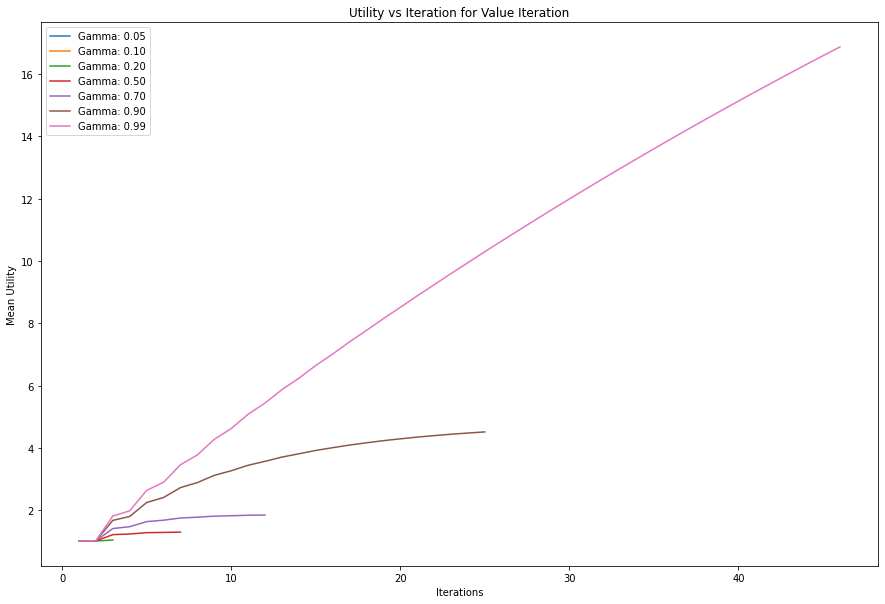 Utility vs Iteration for Value Iteration
Gamma: 0.05
Gamma: 0.10
Gamma: 0.20
Gamma: 0.50
Gamma: 0.70
Gamma: 0.90
Gamma: 0.99
Mean Utility
16
14
12
10
8
6
4
2
0
10
20
30
40
Iterations